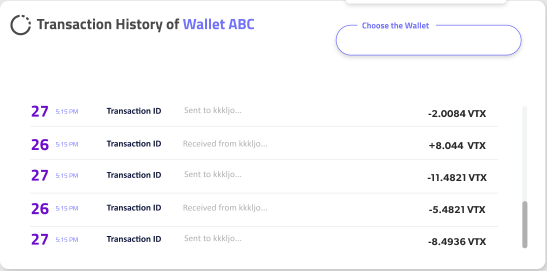 Transaction History of Wallet ABC
Choose the Wallet
27 5:15 PM Transaction ID Sent to kkkljo... -2.0084 VTX
26 5:15 PM Transaction ID Received from kkkljo... +8.044 VTX
27 5:15 PM Transaction ID Sent to kkkljo... -11.4821 VTX
26 5:15 PM Transaction ID Received from kkkljo... -5.4821 VTX
27 5:15 PM Transaction ID Sent to kkkljo... -8.4936 VTX